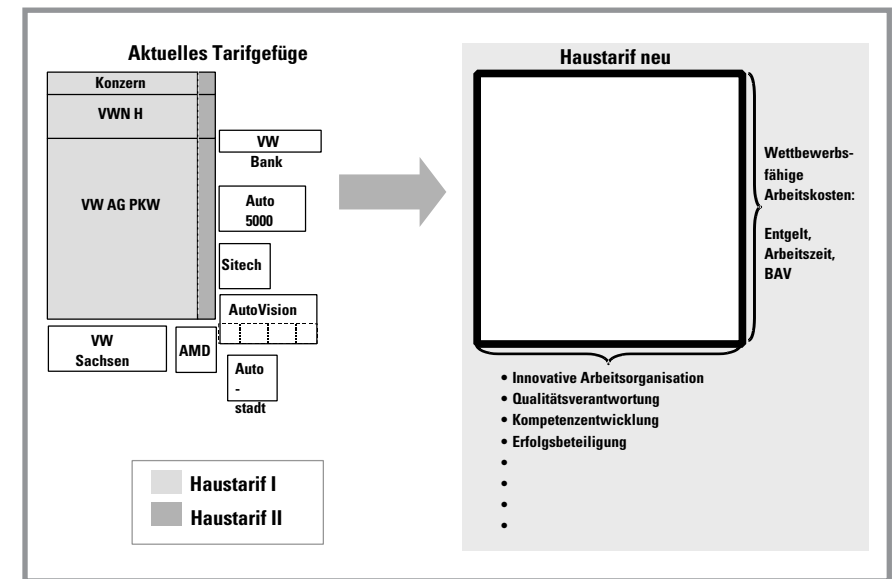 Aktuelles Tarifgefüge
Konzern
VWN H
VW AG PKW
VW
Bank
Auto
5000
Sitech
AutoVision
VW
Sachsen
AMD
Auto
-
stadt
Haustarif I
Haustarif II
Haustarif neu
Wettbewerbs-
fähige
Arbeitskosten:
Entgelt,
Arbeitszeit,
BAV
• Innovative Arbeitsorganisation
• Qualitätsverantwortung
• Kompetenzentwicklung
• Erfolgsbeteiligung
•
•
•
•